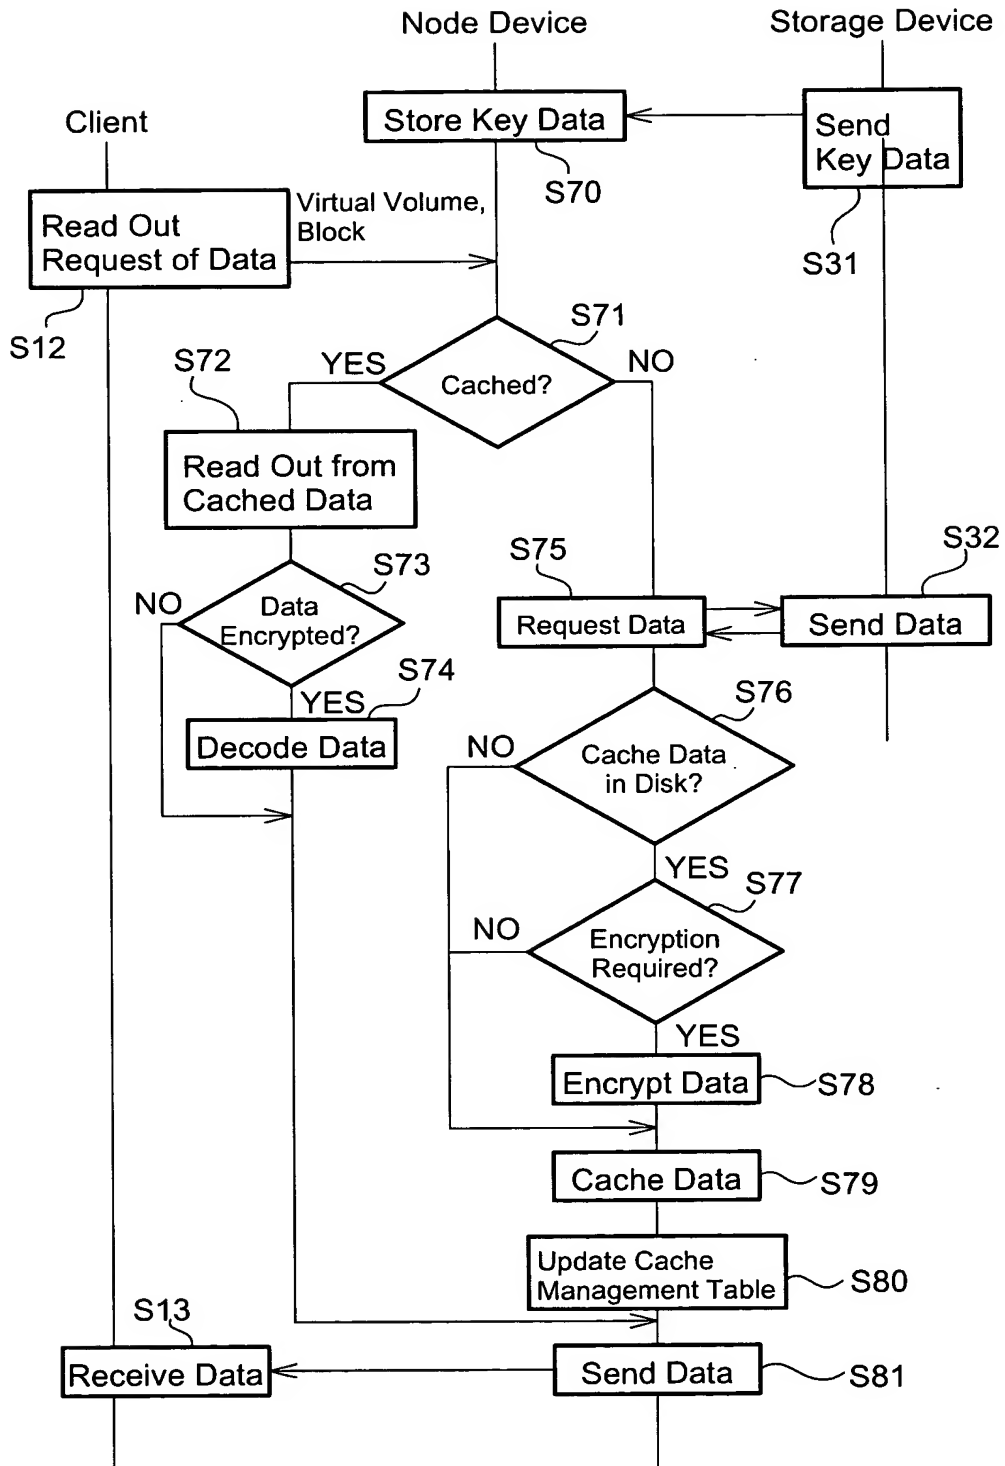 Node Device
Storage Device
Client
Store Key Data
S70
Send
Key Data
S31
Read Out
Request of Data
S12
Virtual Volume,
Block
S71
Cached?
YES
NO
S72
Read Out from
Cached Data
S73
Data
Encrypted?
NO
YES
S74
Decode Data
S75
Request Data
S32
Send Data
S76
Cache Data
in Disk?
NO
YES
S77
Encryption
Required?
NO
YES
Encrypt Data
S78
Cache Data
S79
Update Cache
Management Table
S80
S13
Receive Data
Send Data
S81